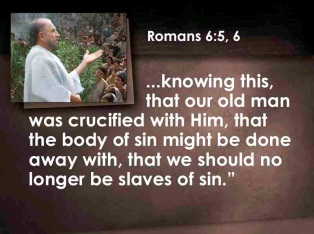 Romans 6:5, 6
...knowing this,
that our old man
was crucified with Him, that
the body of sin might be done
away with, that we should no
longer be slaves of sin.”